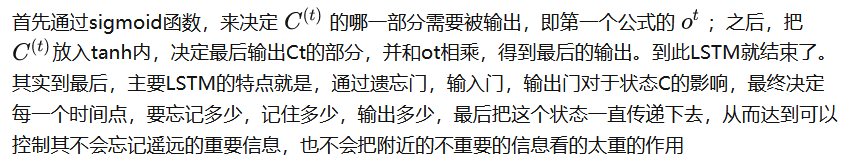 首先通过sigmoid函数，来决定 C^(t) 的哪一部分需要被输出，即第一个公式的 o^t ；之后，把
C^(t)放入tanh内，决定最后输出Ct的部分，并和ot相乘，得到最后的输出。到此LSTM就结束了。
其实到最后，主要LSTM的特点就是，通过遗忘门，输入门，输出门对于状态C的影响，最终决定
每一个时间点，要忘记多少，记住多少，输出多少，最后把这个状态一直传递下去，从而达到可以
控制其不会忘记遥远的重要信息，也不会把附近的不重要的信息看的太重的作用